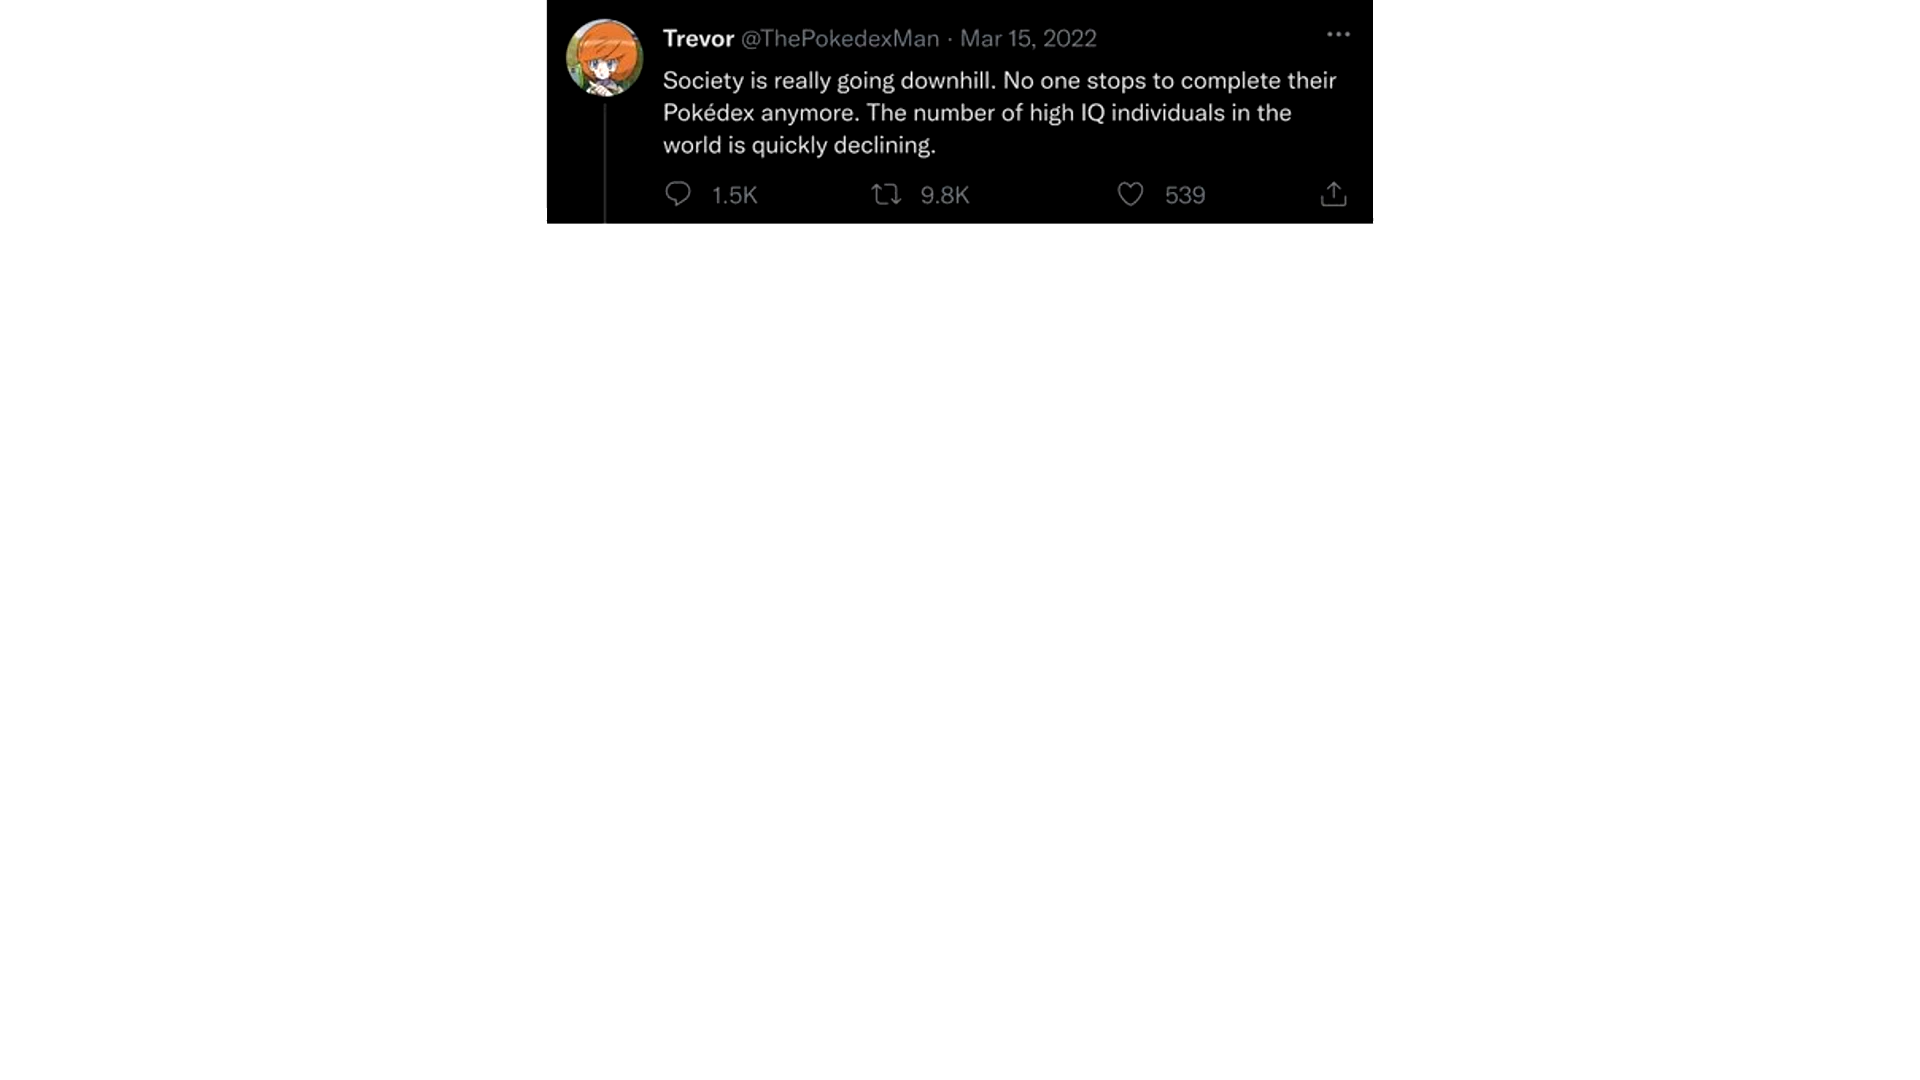 Trevor @ThePokedexMan · Mar 15, 2022
Society is really going downhill. No one stops to complete their
Pokédex anymore. The number of high IQ individuals in the
world is quickly declining.
1.5K 9.8K 539